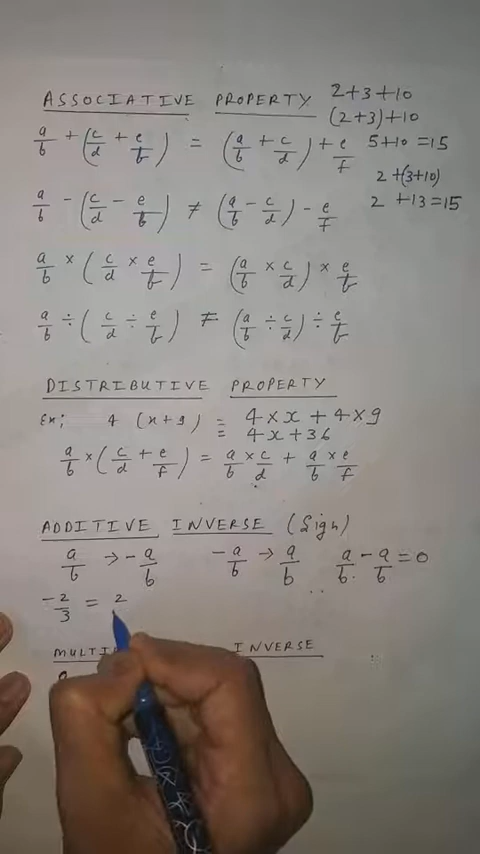 ASSOCIATIVE PROPERTY 2+3+10
(2+3)+10
a/b + (c/d + e/f) = (a/b + c/d) + e/f 5+10=15
2+(3+10)
a/b - (c/d - e/f) ≠ (a/b - c/d) - e/f 2 +13=15
a/b × (c/d × e/f) = (a/b × c/d) × e/f
a/b ÷ (c/d ÷ e/f) ≠ (a/b ÷ c/d) ÷ e/f
DISTRIBUTIVE PROPERTY
Ex; 4 (x+9) = 4×x + 4×9
= 4x+36
a/b × (c/d + e/f) = a/b × c/d + a/b × e/f
ADDITIVE INVERSE (Sign)
a/b → -a/b -a/b → a/b a/b - a/b = 0
-2/3 = 2
INVERSE